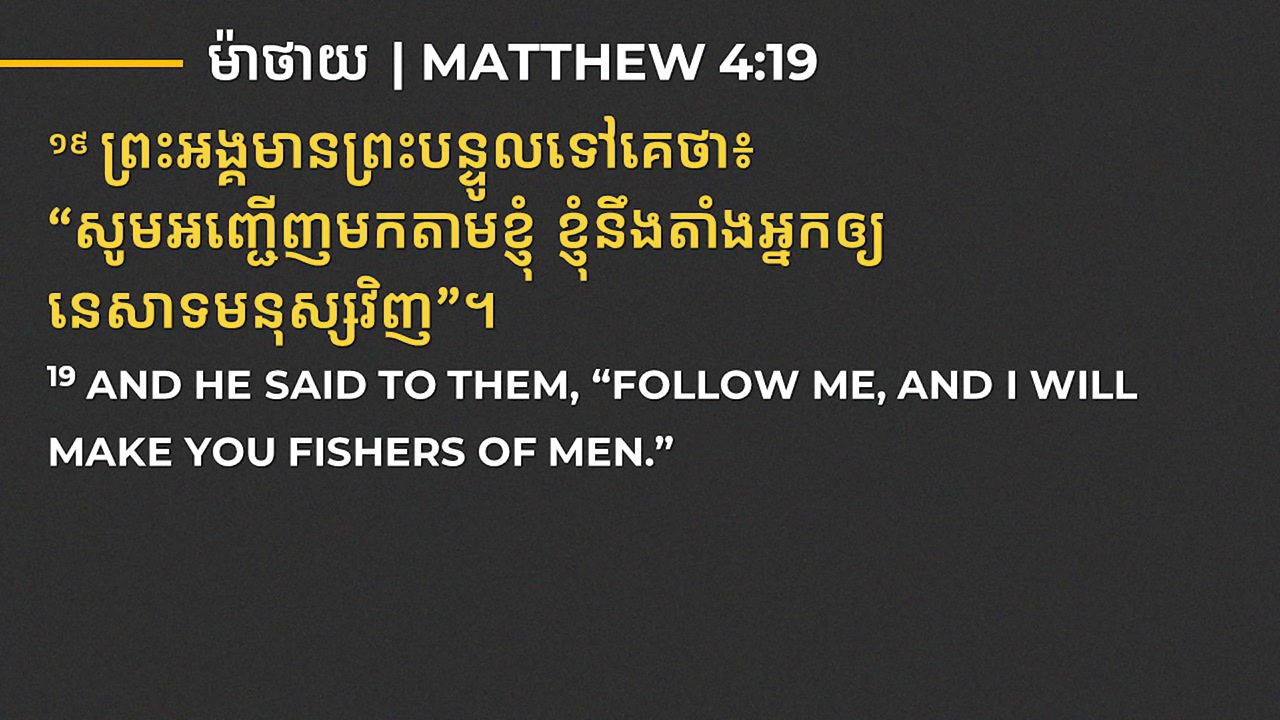 ម៉ាថាយ | MATTHEW 4:19
១៩ ព្រះអង្គមានព្រះបន្ទូលទៅគេថា៖
“សូមអញ្ជើញមកតាមខ្ញុំ ខ្ញុំនឹងតាំងអ្នកឲ្យ
នេសាទមនុស្សវិញ”។
19 AND HE SAID TO THEM, “FOLLOW ME, AND I WILL
MAKE YOU FISHERS OF MEN.”